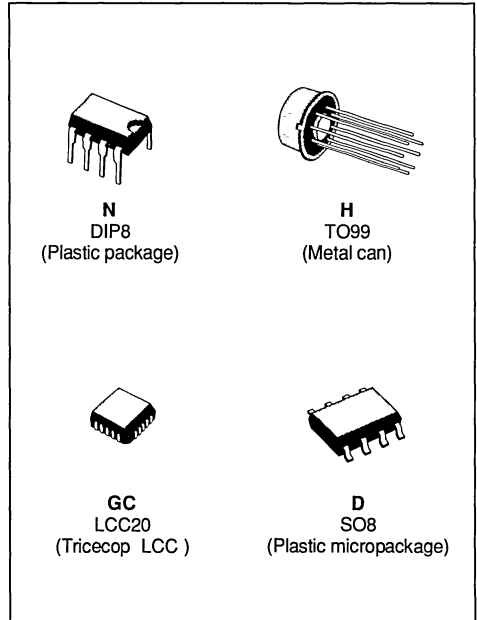 N
DIP8
(Plastic package)
H
TO99
(Metal can)
GC
LCC20
(Tricecop LCC )
D
SO8
(Plastic micropackage)